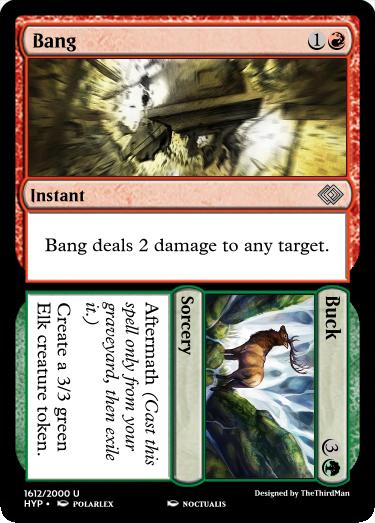 Bang 1
Instant
Bang deals 2 damage to any target.
Buck 3
Sorcery
Aftermath (Cast this
spell only from your
graveyard, then exile
it.)
Create a 3/3 green
Elk creature token.
1612/2000 U
HYP • POLARLEX NOCTUALIS
Designed by TheThirdMan